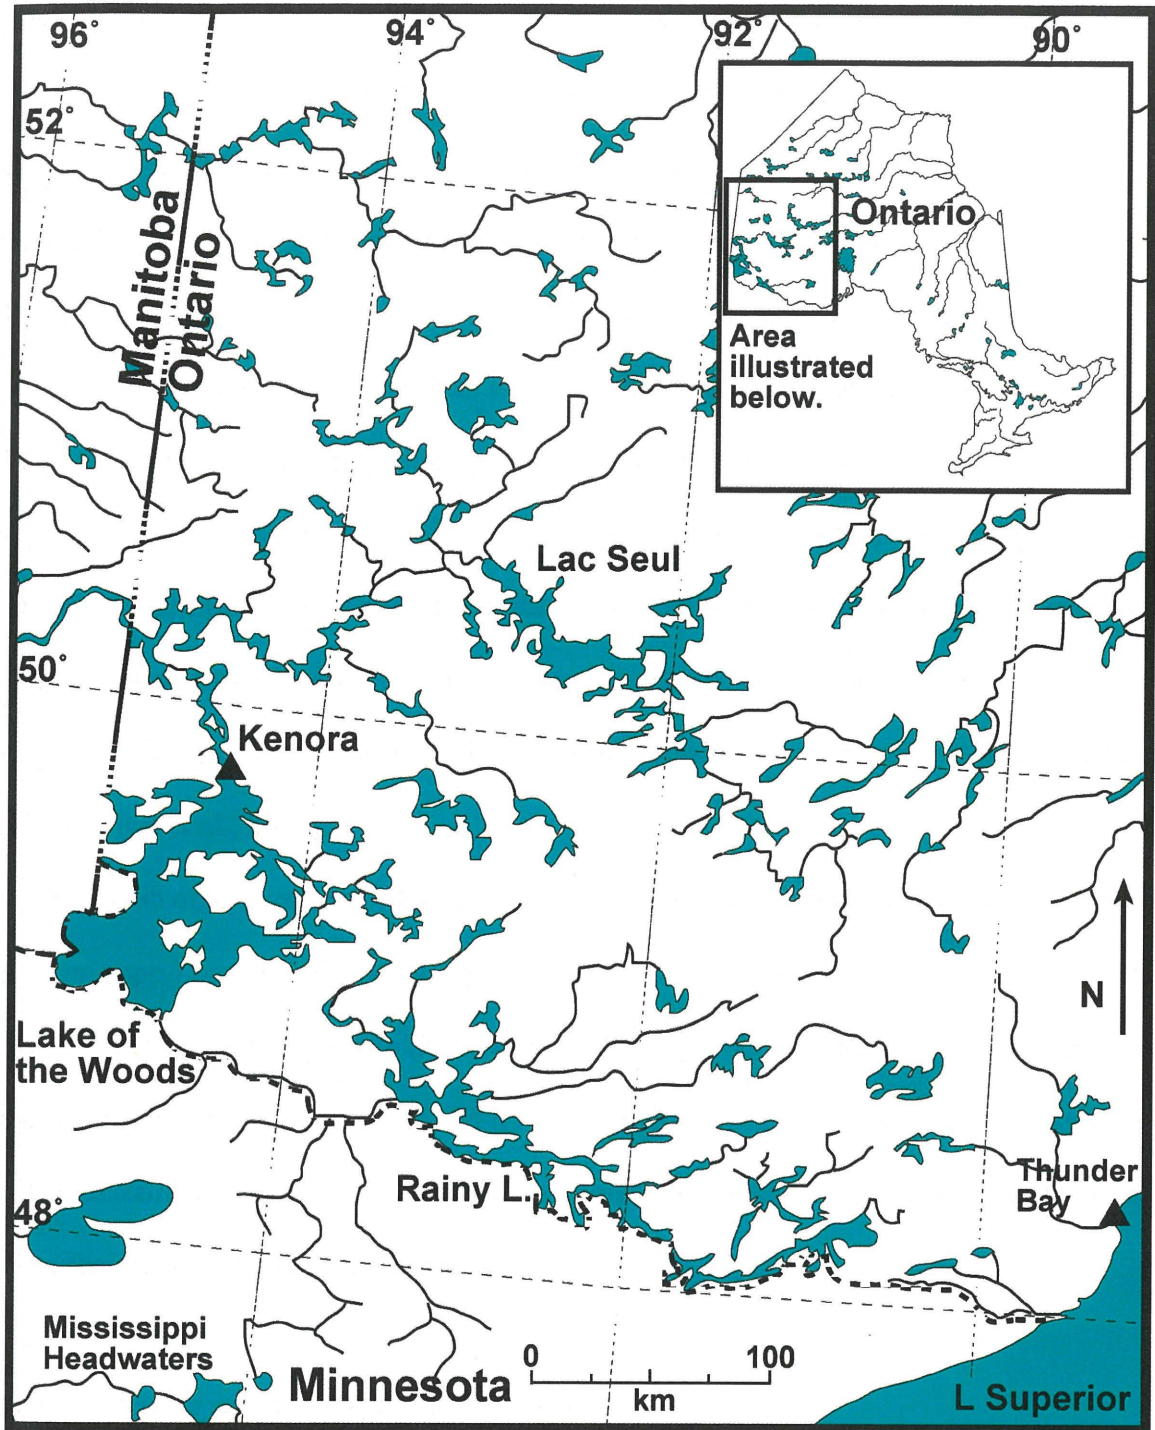 96°
94°
92°
90°
52°
Manitoba
Ontario
Ontario
Area
illustrated
below.
Lac Seul
50°
Kenora
N
Lake of
the Woods
Rainy L.
Thunder
Bay
48°
Mississippi
Headwaters
Minnesota
0 100
km
L Superior